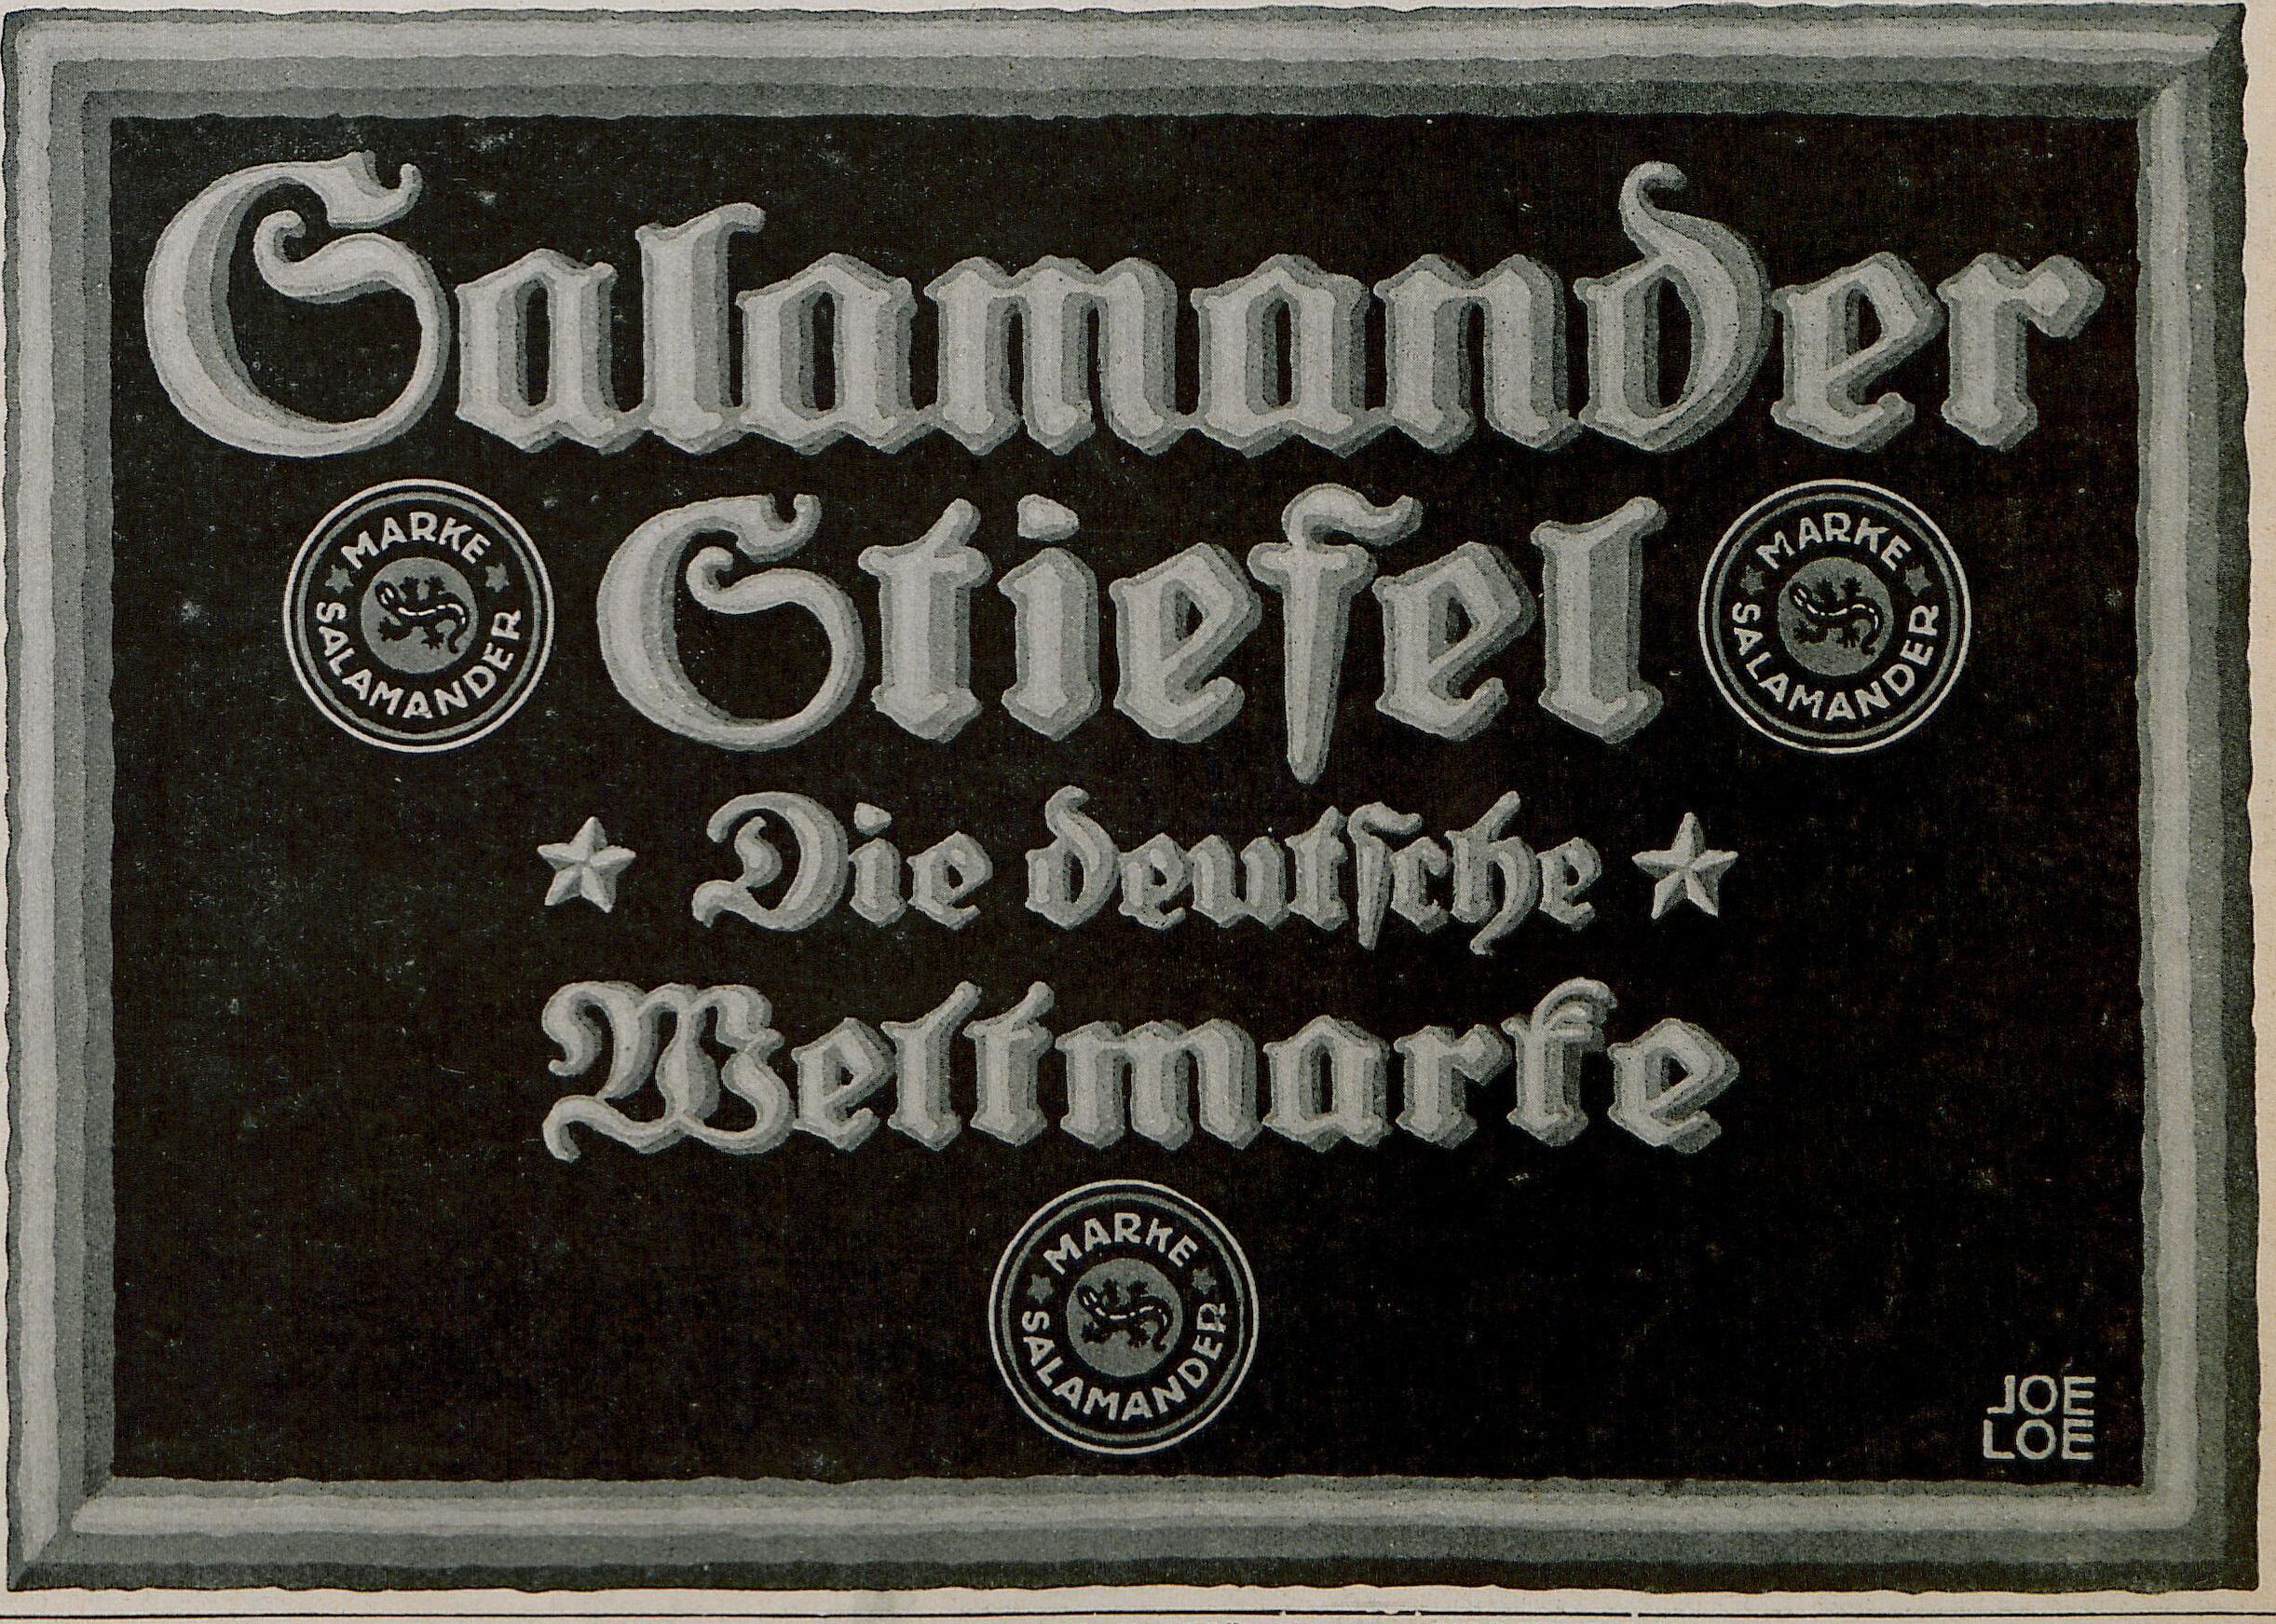 Salamander
MARKE SALAMANDER
Stiefel
MARKE SALAMANDER
Die deutsche
Weltmarke
MARKE SALAMANDER
JOE
LOE